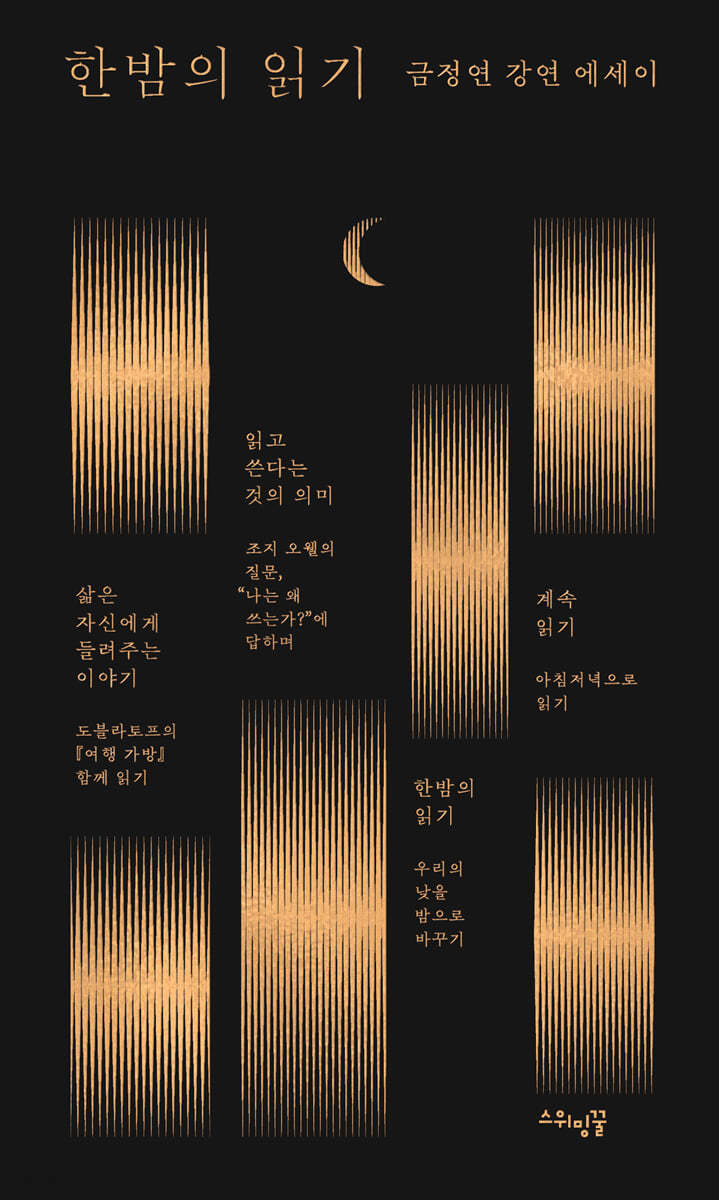 한밤의 읽기 금정연 강연 에세이
삶은
자신에게
들려주는
이야기
도블라토프의
『여행 가방』
함께 읽기
읽고
쓴다는
것의 의미
조지 오웰의
질문,
“나는 왜
쓰는가?”에
답하며
한밤의
읽기
우리의
낮을
밤으로
바꾸기
계속
읽기
아침저녁으로
읽기
스위밍꿀